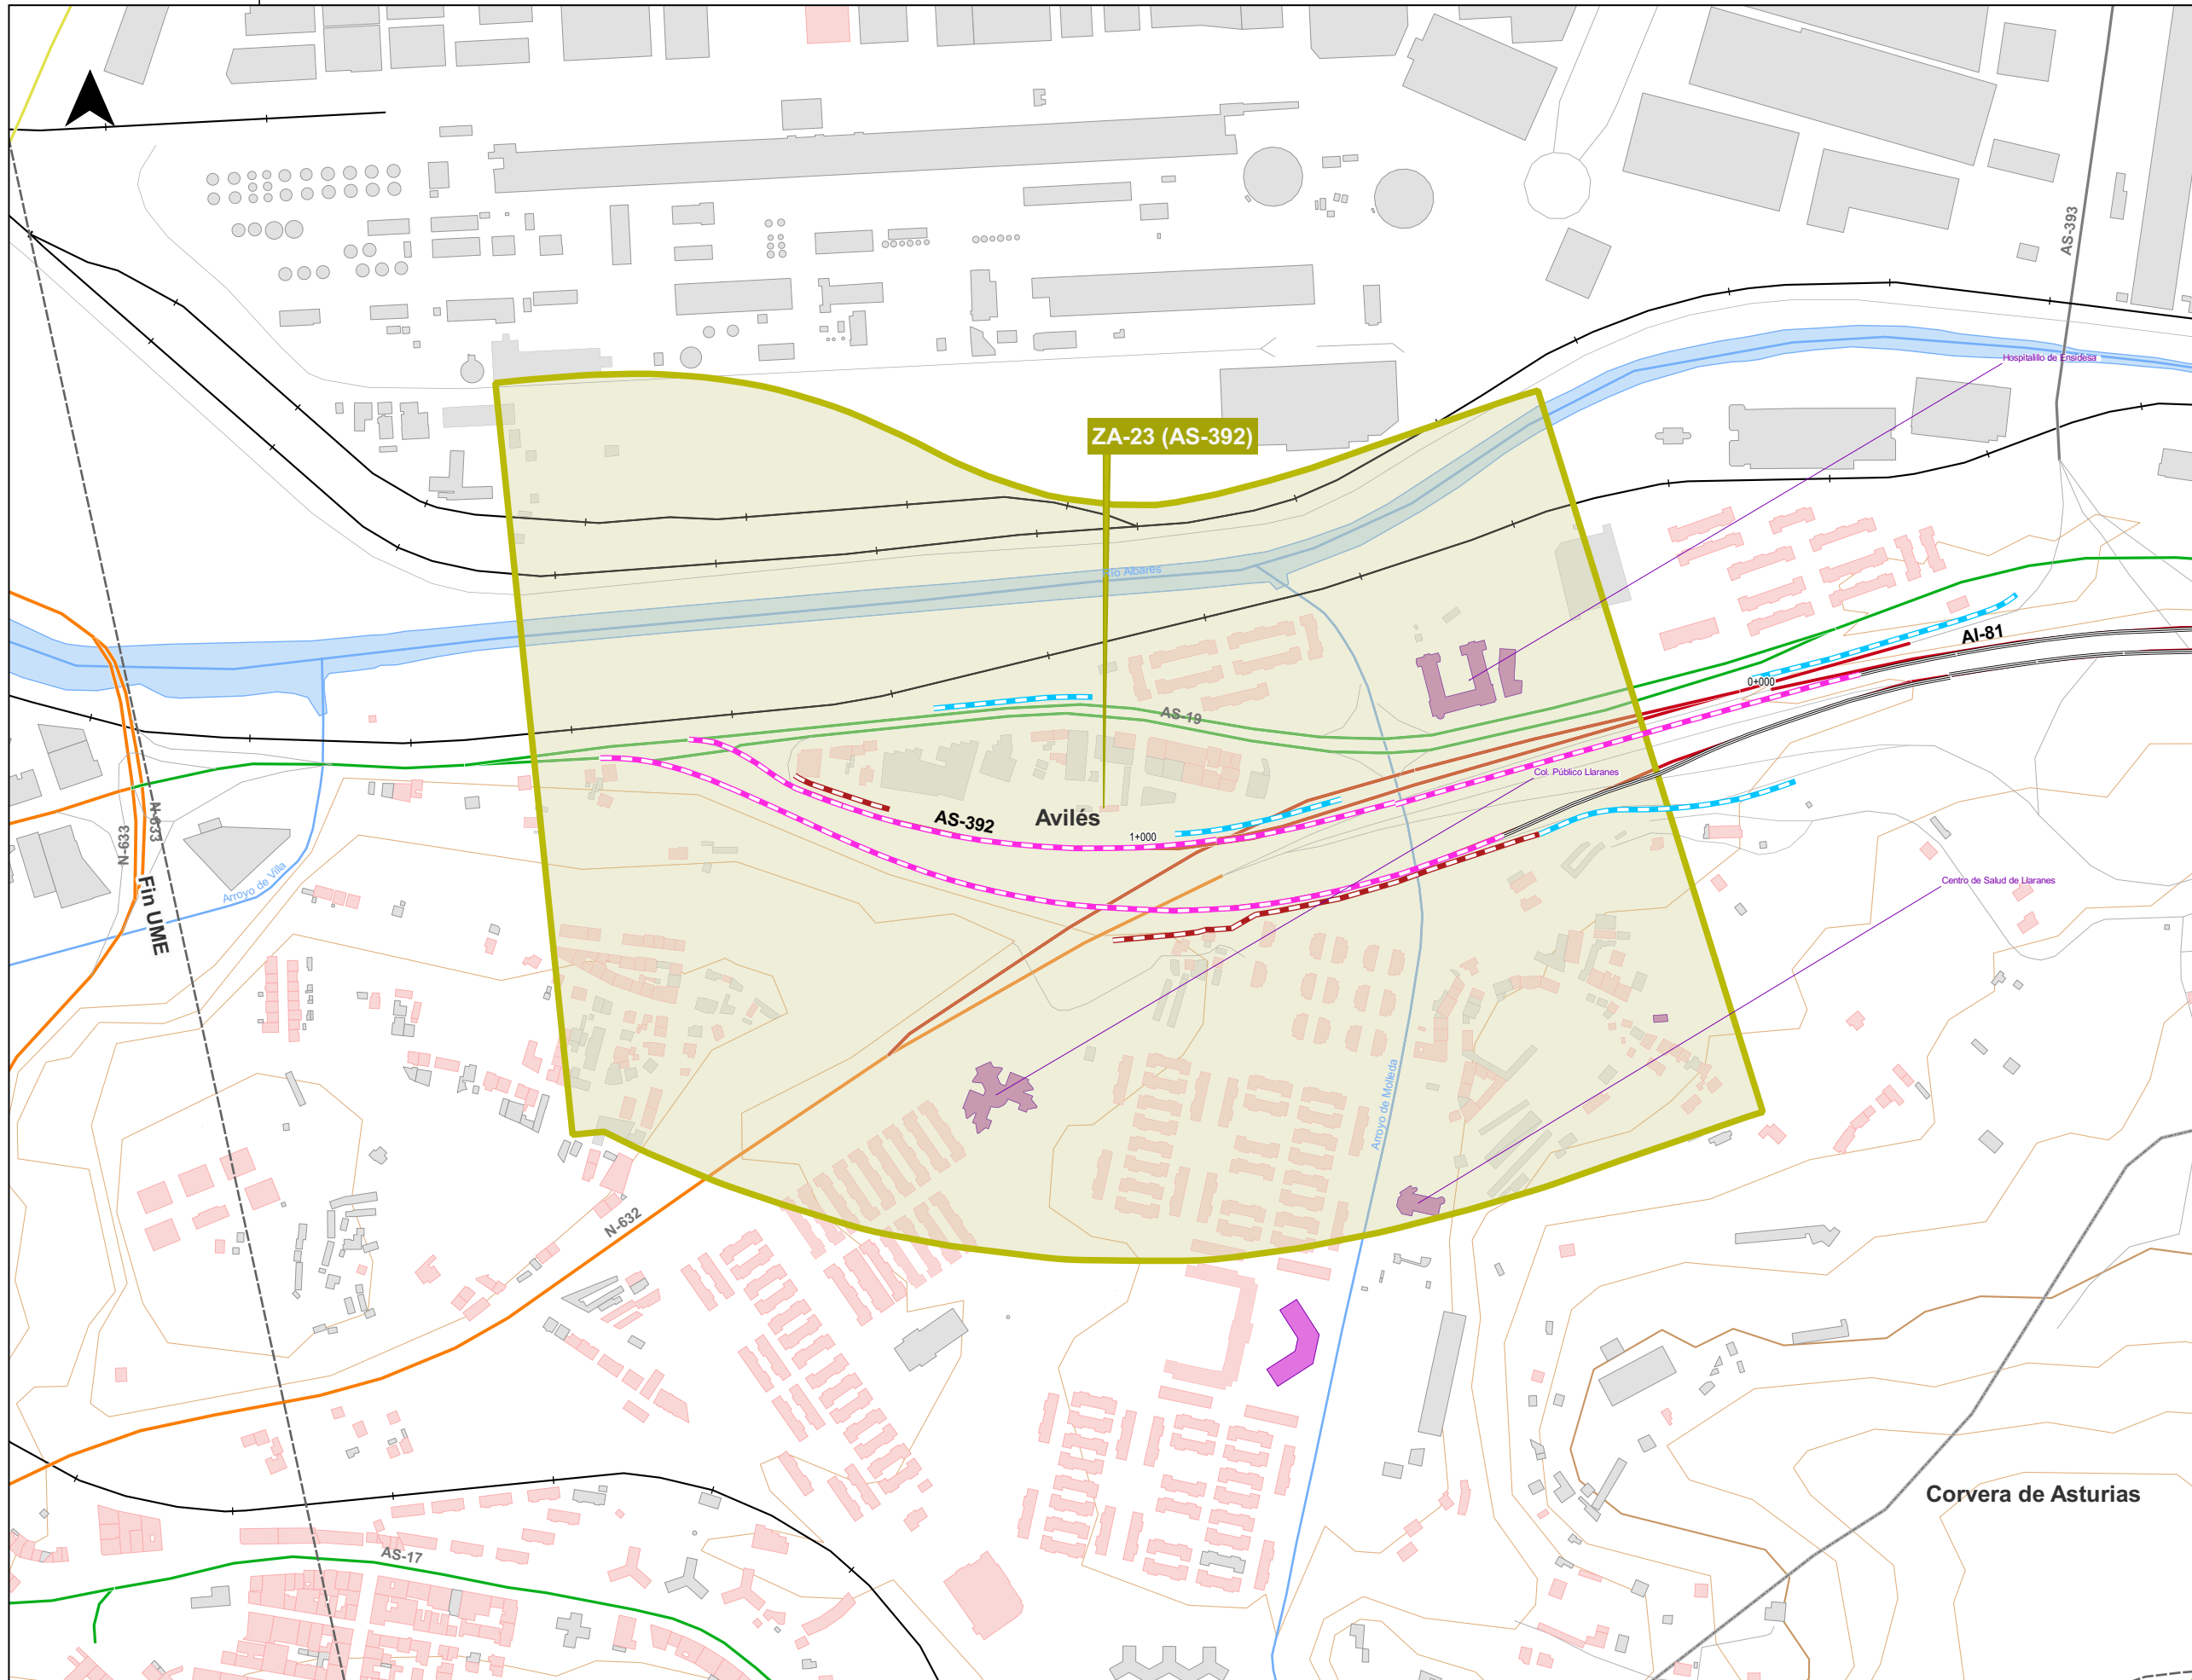 AS-393
Hospitalillo de Ensidesa
ZA-23 (AS-392)
Río Albares
AI-81
0+000
AS-19
Col. Público Llaranes
AS-392
Avilés
1+000
N-633
N-633
Fin UME
Arroyo de Villa
Centro de Salud de Llaranes
Arroyo de Molleda
N-632
Corvera de Asturias
AS-17